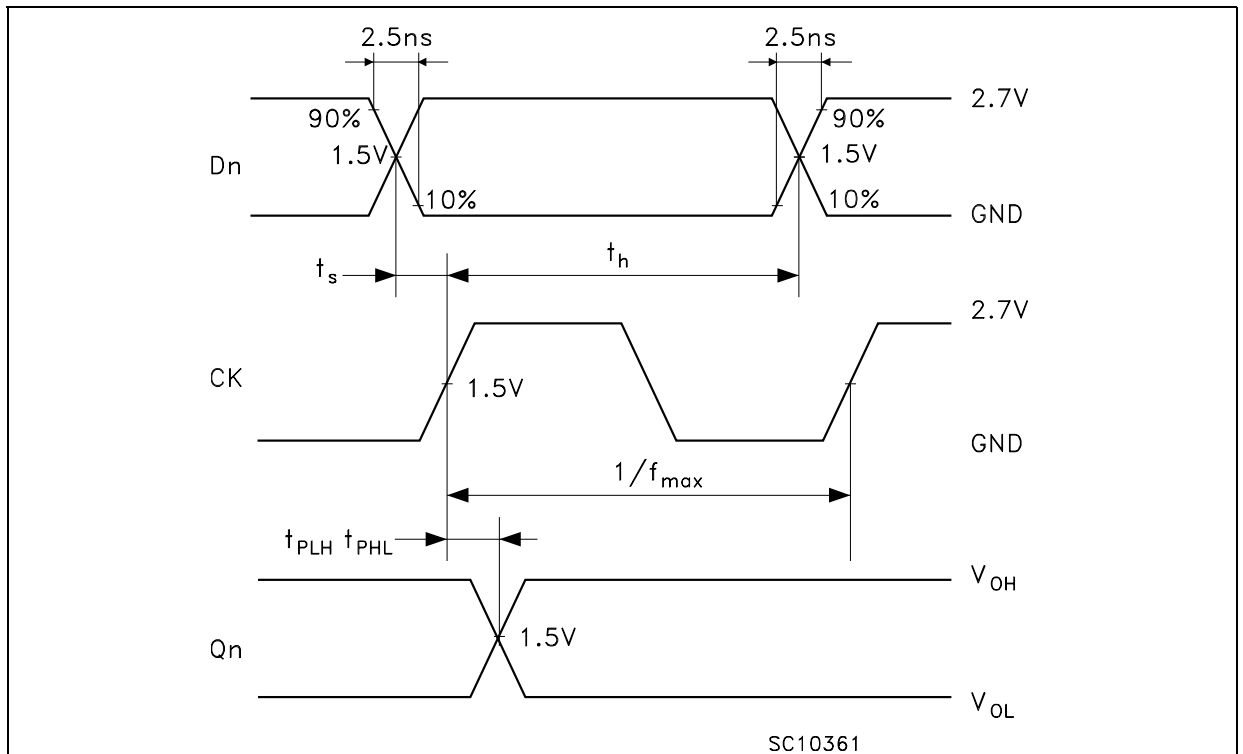 2.5ns 2.5ns
2.7V
90% 90%
Dn 1.5V 1.5V
10% 10%
GND
ts th
2.7V
CK 1.5V
GND
1/fmax
tPLH tPHL
VOH
Qn 1.5V
VOL
SC10361